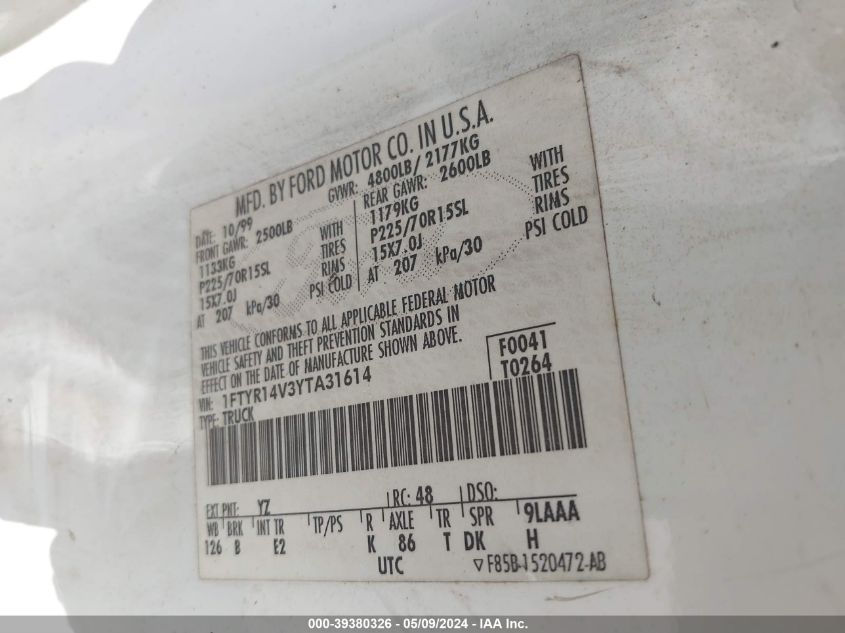 MFD. BY FORD MOTOR CO. IN U.S.A.
DATE: 10/99 GVWR: 4800LB/ 2177KG
FRONT GAWR: 2500LB REAR GAWR: 2600LB
1133KG WITH 1179KG WITH
P225/70R15SL TIRES P225/70R15SL TIRES
15X7.0J RIMS 15X7.0J RIMS
AT 207 kPa/30 PSI COLD AT 207 kPa/30 PSI COLD
THIS VEHICLE CONFORMS TO ALL APPLICABLE FEDERAL MOTOR
VEHICLE SAFETY AND THEFT PREVENTION STANDARDS IN
EFFECT ON THE DATE OF MANUFACTURE SHOWN ABOVE.
VIN: 1FTYR14V3YTA31614 F0041
TYPE: TRUCK T0264
EXT PNT: YZ RC: 48 DSO:
WB BRK INT TR TP/PS R AXLE TR SPR 9LAAA
126 B E2 K 86 T DK H
UTC ▽F85B-1520472-AB
000-39380326 / 05/09/2024 - IAA Inc.